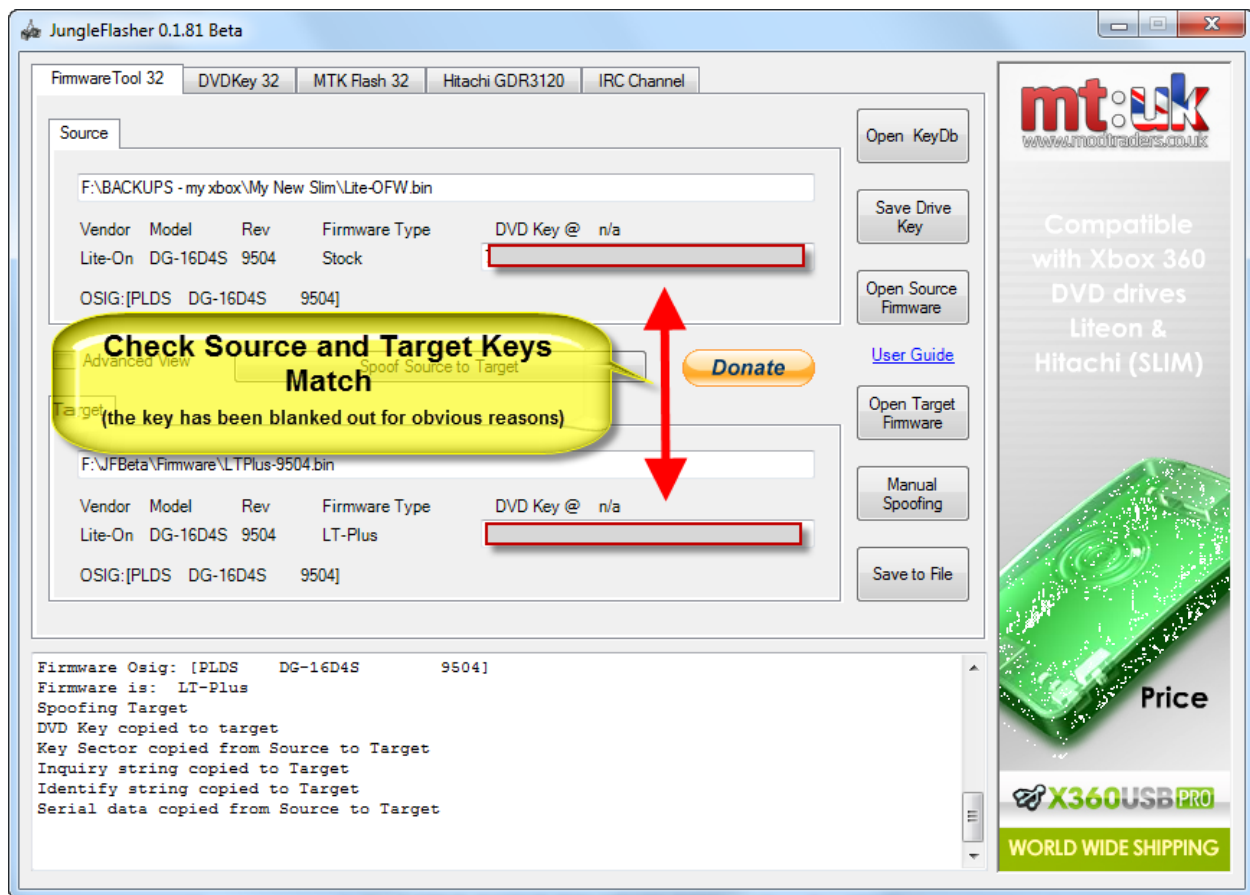 JungleFlasher 0.1.81 Beta
FirmwareTool 32 DVDKey 32 MTK Flash 32 Hitachi GDR3120 IRC Channel
Source
F:\BACKUPS - my xbox\My New Slim\Lite-OFW.bin
Vendor Model Rev Firmware Type DVD Key @ n/a
Lite-On DG-16D4S 9504 Stock
OSIG:[PLDS DG-16D4S 9504]
Check Source and Target Keys
Match
(the key has been blanked out for obvious reasons)
Advanced View Spoof Source to Target
Donate
Target
F:\JFBeta\Firmware\LTPlus-9504.bin
Vendor Model Rev Firmware Type DVD Key @ n/a
Lite-On DG-16D4S 9504 LT-Plus
OSIG:[PLDS DG-16D4S 9504]
Open KeyDb
Save Drive
Key
Open Source
Firmware
User Guide
Open Target
Firmware
Manual
Spoofing
Save to File
Firmware Osig: [PLDS DG-16D4S 9504]
Firmware is: LT-Plus
Spoofing Target
DVD Key copied to target
Key Sector copied from Source to Target
Inquiry string copied to Target
Identify string copied to Target
Serial data copied from Source to Target
mt:uk
www.modtraders.co.uk
Compatible
with Xbox 360
DVD drives
Liteon &
Hitachi (SLIM)
Price
X360USB PRO
WORLD WIDE SHIPPING